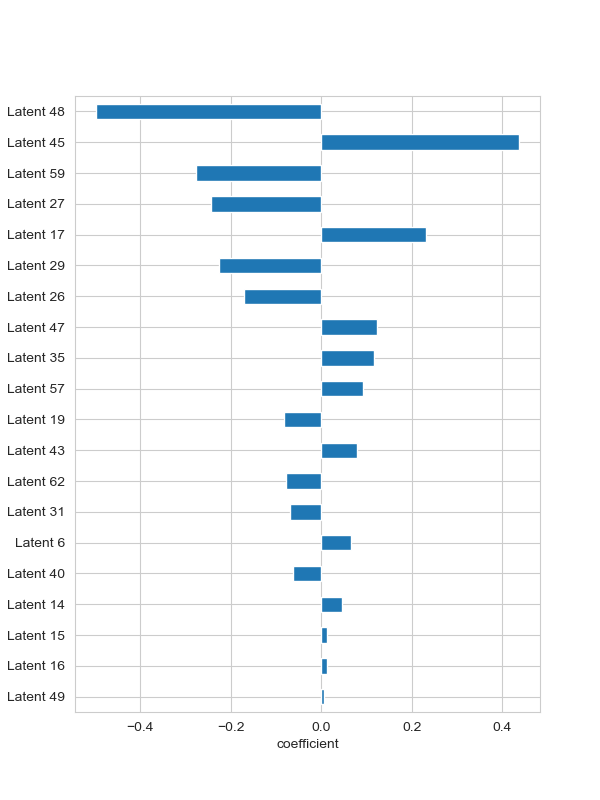 Latent 48
Latent 45
Latent 59
Latent 27
Latent 17
Latent 29
Latent 26
Latent 47
Latent 35
Latent 57
Latent 19
Latent 43
Latent 62
Latent 31
Latent 6
Latent 40
Latent 14
Latent 15
Latent 16
Latent 49
−0.4 −0.2 0.0 0.2 0.4
coefficient